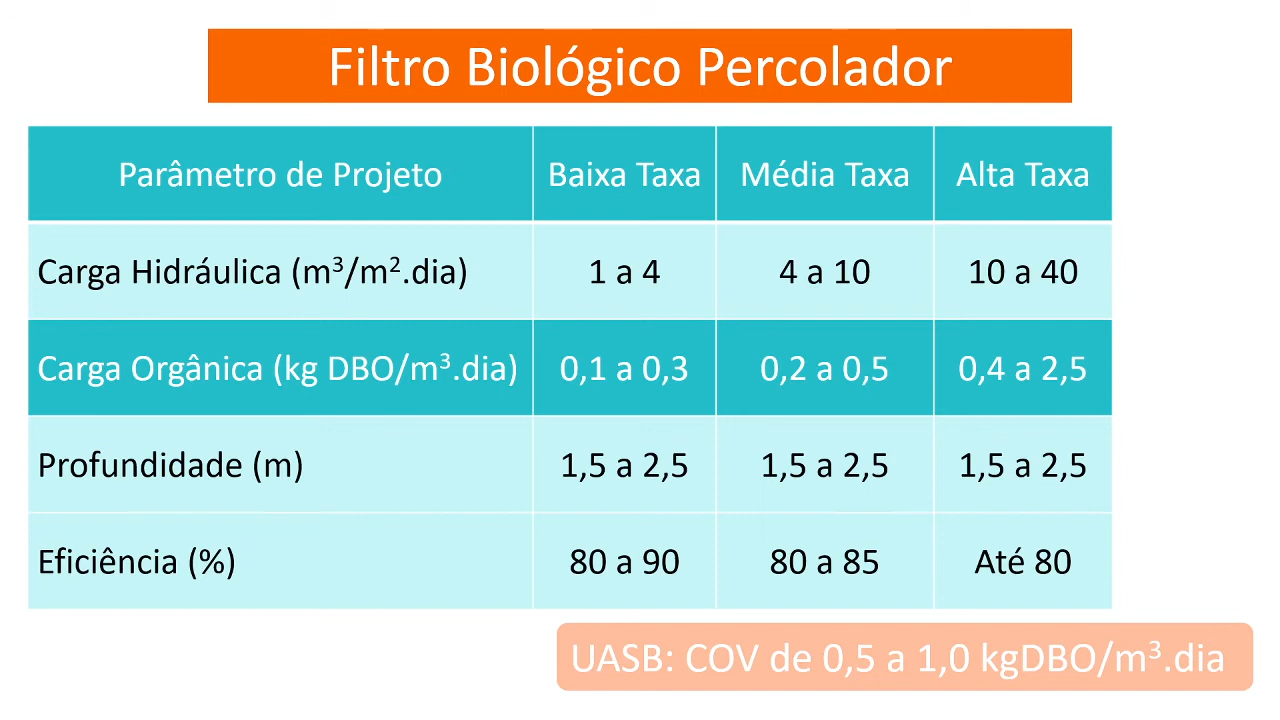 Filtro Biológico Percolador
Parâmetro de Projeto Baixa Taxa Média Taxa Alta Taxa
Carga Hidráulica (m³/m².dia) 1 a 4 4 a 10 10 a 40
Carga Orgânica (kg DBO/m³.dia) 0,1 a 0,3 0,2 a 0,5 0,4 a 2,5
Profundidade (m) 1,5 a 2,5 1,5 a 2,5 1,5 a 2,5
Eficiência (%) 80 a 90 80 a 85 Até 80
UASB: COV de 0,5 a 1,0 kgDBO/m³.dia